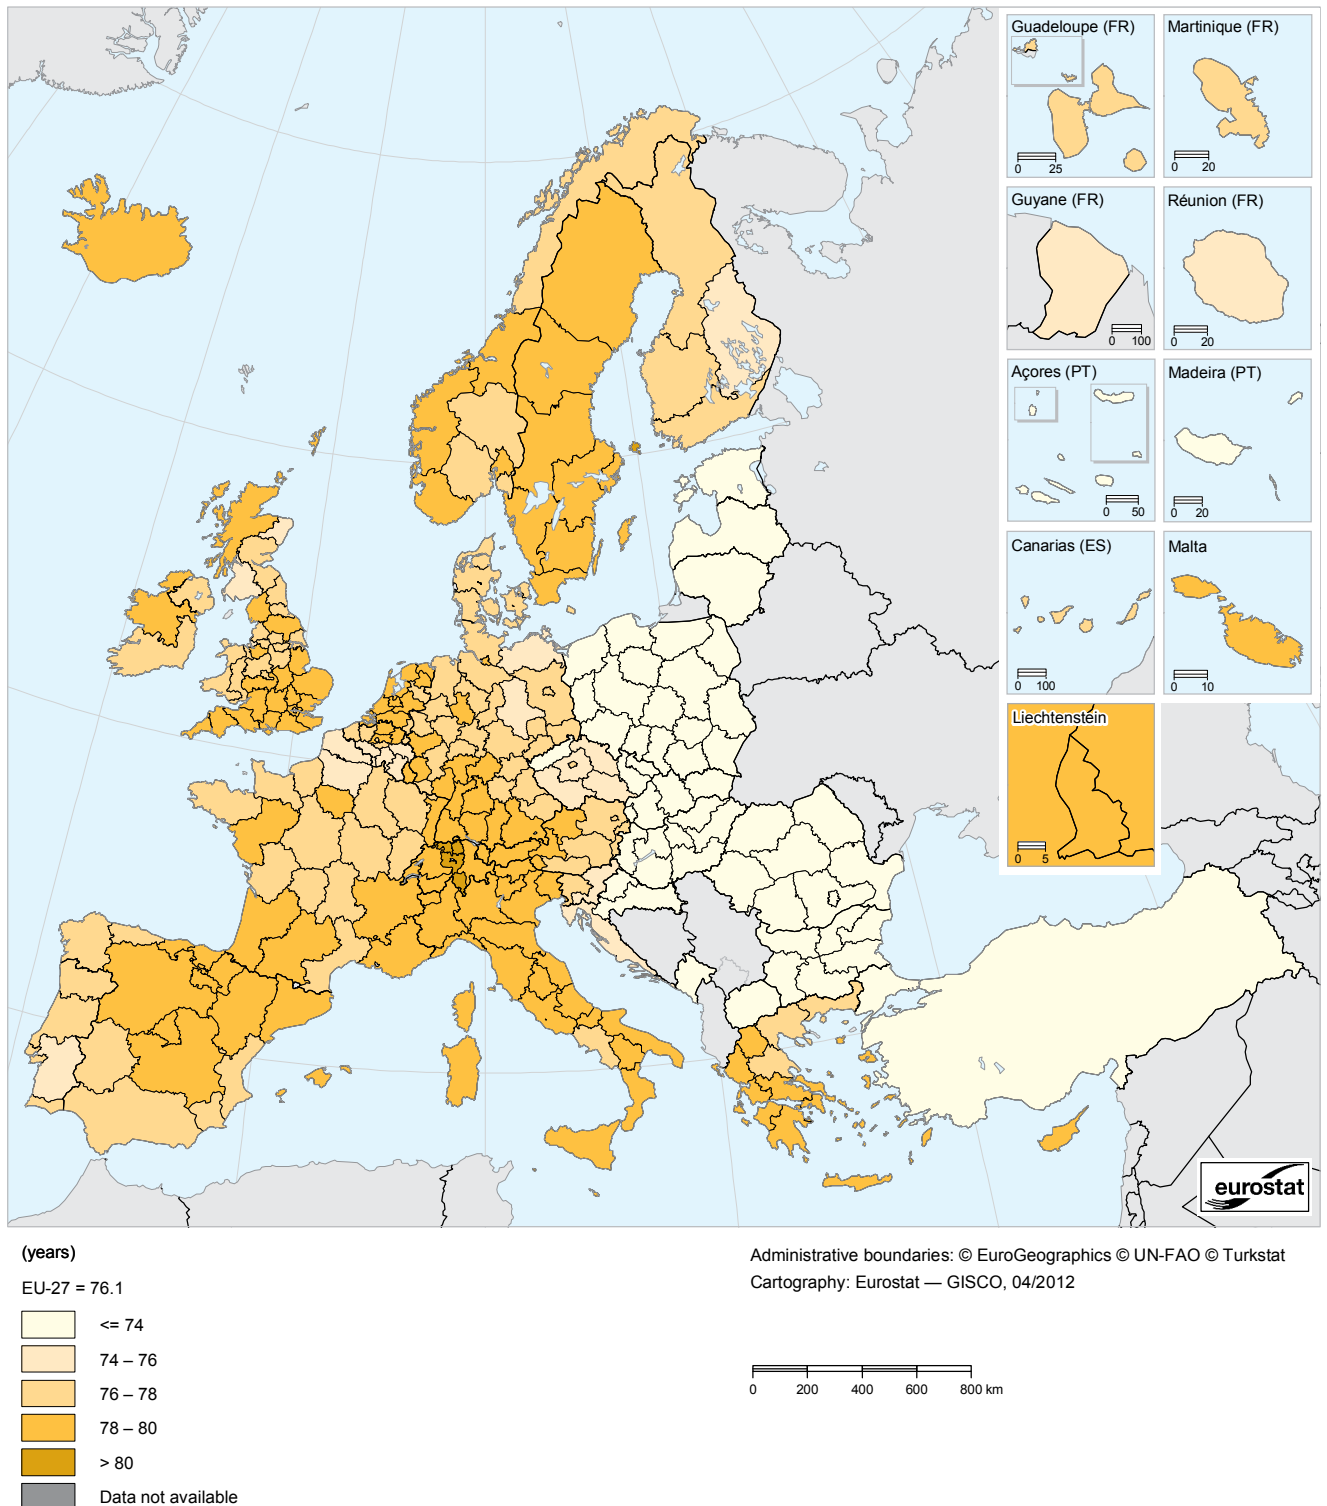 Guadeloupe (FR)
0 25
Martinique (FR)
0 20
Guyane (FR)
0 100
Réunion (FR)
0 20
Açores (PT)
0 50
Madeira (PT)
0 20
Canarias (ES)
0 100
Malta
0 10
Liechtenstein
0 5
eurostat
(years)
EU-27 = 76.1
<= 74
74 – 76
76 – 78
78 – 80
> 80
Data not available
Administrative boundaries: © EuroGeographics © UN-FAO © Turkstat
Cartography: Eurostat — GISCO, 04/2012
0 200 400 600 800 km